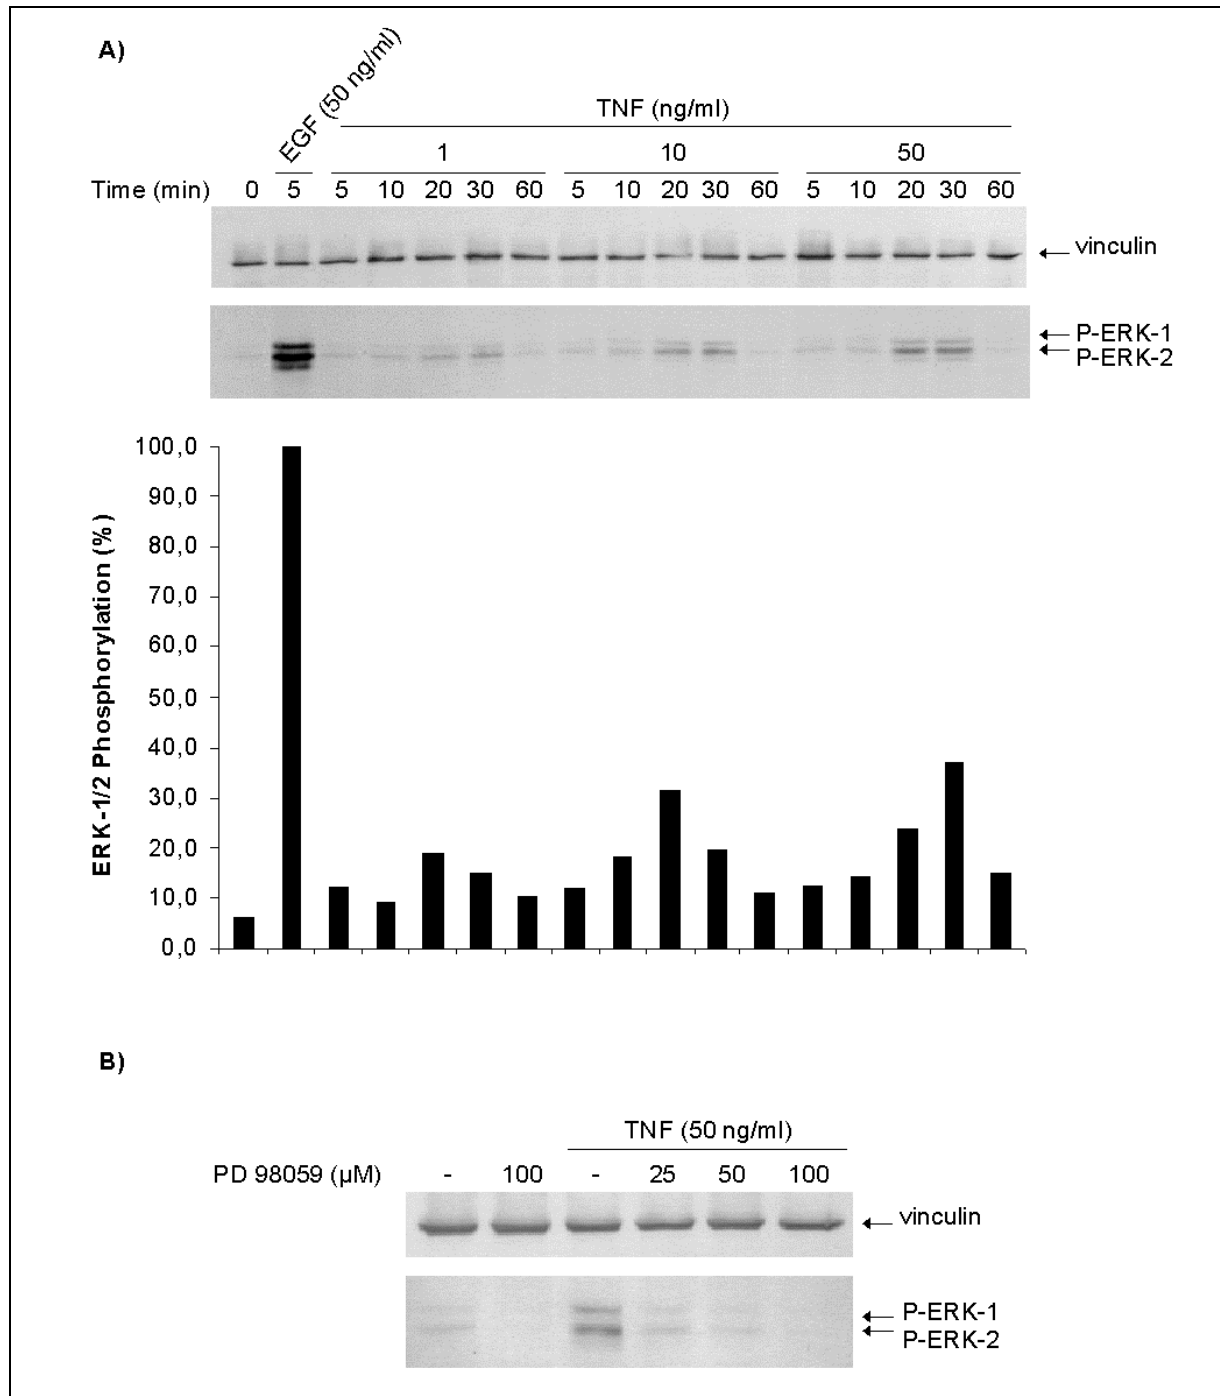 A)
EGF (50 ng/ml)
TNF (ng/ml)
1 10 50
Time (min) 0 5 5 10 20 30 60 5 10 20 30 60 5 10 20 30 60
vinculin
P-ERK-1
P-ERK-2
ERK-1/2 Phosphorylation (%)
100,0
90,0
80,0
70,0
60,0
50,0
40,0
30,0
20,0
10,0
0,0
B)
TNF (50 ng/ml)
PD 98059 (µM) - 100 - 25 50 100
vinculin
P-ERK-1
P-ERK-2